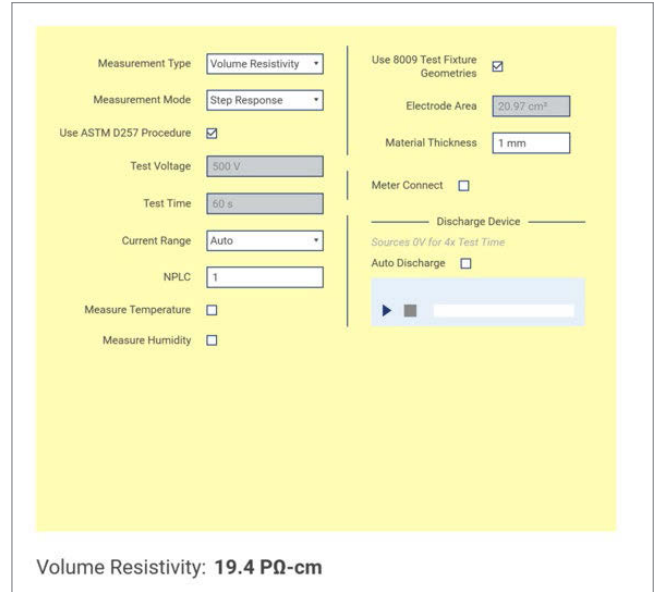 Measurement Type Volume Resistivity
Measurement Mode Step Response
Use ASTM D257 Procedure
Test Voltage 500 V
Test Time 60 s
Current Range Auto
NPLC 1
Measure Temperature
Measure Humidity
Use 8009 Test Fixture
Geometries
Electrode Area 20.97 cm²
Material Thickness 1 mm
Meter Connect
Discharge Device
Sources 0V for 4x Test Time
Auto Discharge
Volume Resistivity: 19.4 PΩ-cm